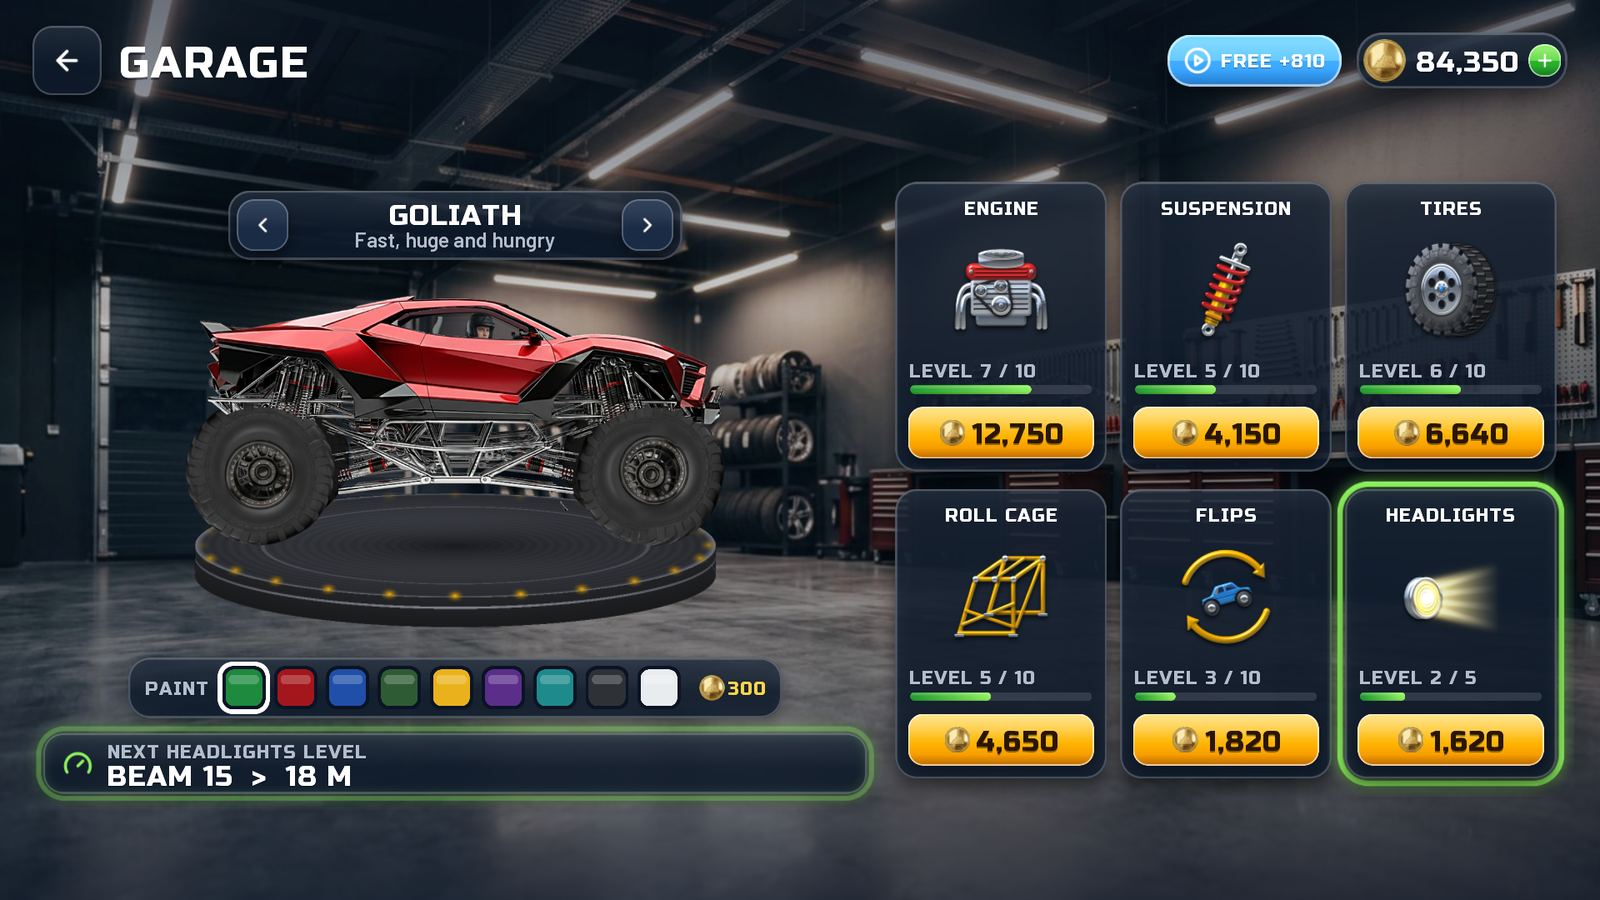 GARAGE
FREE +810
84,350
GOLIATH
Fast, huge and hungry
ENGINE
LEVEL 7 / 10
12,750
SUSPENSION
LEVEL 5 / 10
4,150
TIRES
LEVEL 6 / 10
6,640
ROLL CAGE
LEVEL 5 / 10
4,650
FLIPS
LEVEL 3 / 10
1,820
HEADLIGHTS
LEVEL 2 / 5
1,620
PAINT
300
NEXT HEADLIGHTS LEVEL
BEAM 15 > 18 M